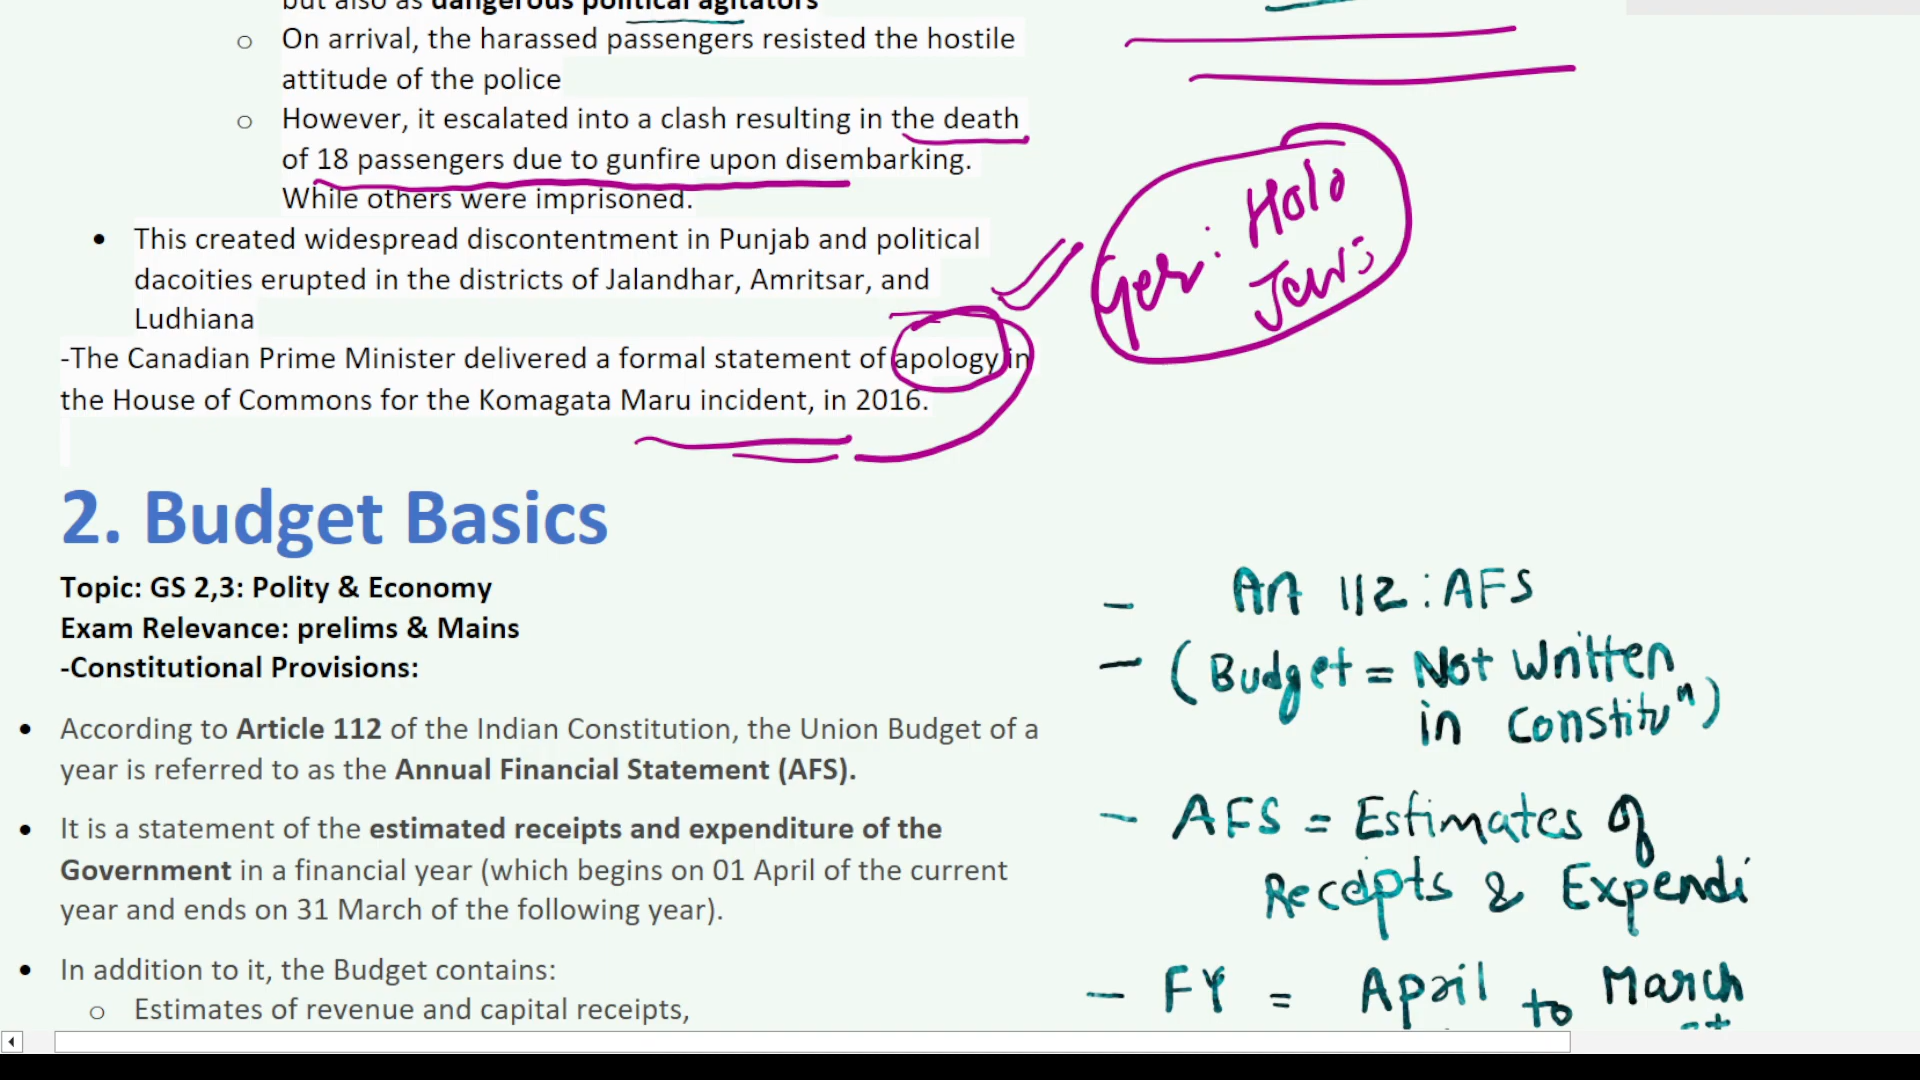 but also as dangerous political agitators
o On arrival, the harassed passengers resisted the hostile
attitude of the police
o However, it escalated into a clash resulting in the death
of 18 passengers due to gunfire upon disembarking.
While others were imprisoned.
• This created widespread discontentment in Punjab and political
dacoities erupted in the districts of Jalandhar, Amritsar, and
Ludhiana
-The Canadian Prime Minister delivered a formal statement of apology in
the House of Commons for the Komagata Maru incident, in 2016.
Ger: Holo
Jews
2. Budget Basics
Topic: GS 2,3: Polity & Economy
Exam Relevance: prelims & Mains
-Constitutional Provisions:
• According to Article 112 of the Indian Constitution, the Union Budget of a
year is referred to as the Annual Financial Statement (AFS).
• It is a statement of the estimated receipts and expenditure of the
Government in a financial year (which begins on 01 April of the current
year and ends on 31 March of the following year).
• In addition to it, the Budget contains:
o Estimates of revenue and capital receipts,
- Art 112 : AFS
- (Budget = Not written
in constituⁿ)
- AFS = Estimates of
Receipts & Expendi
- FY = April to March